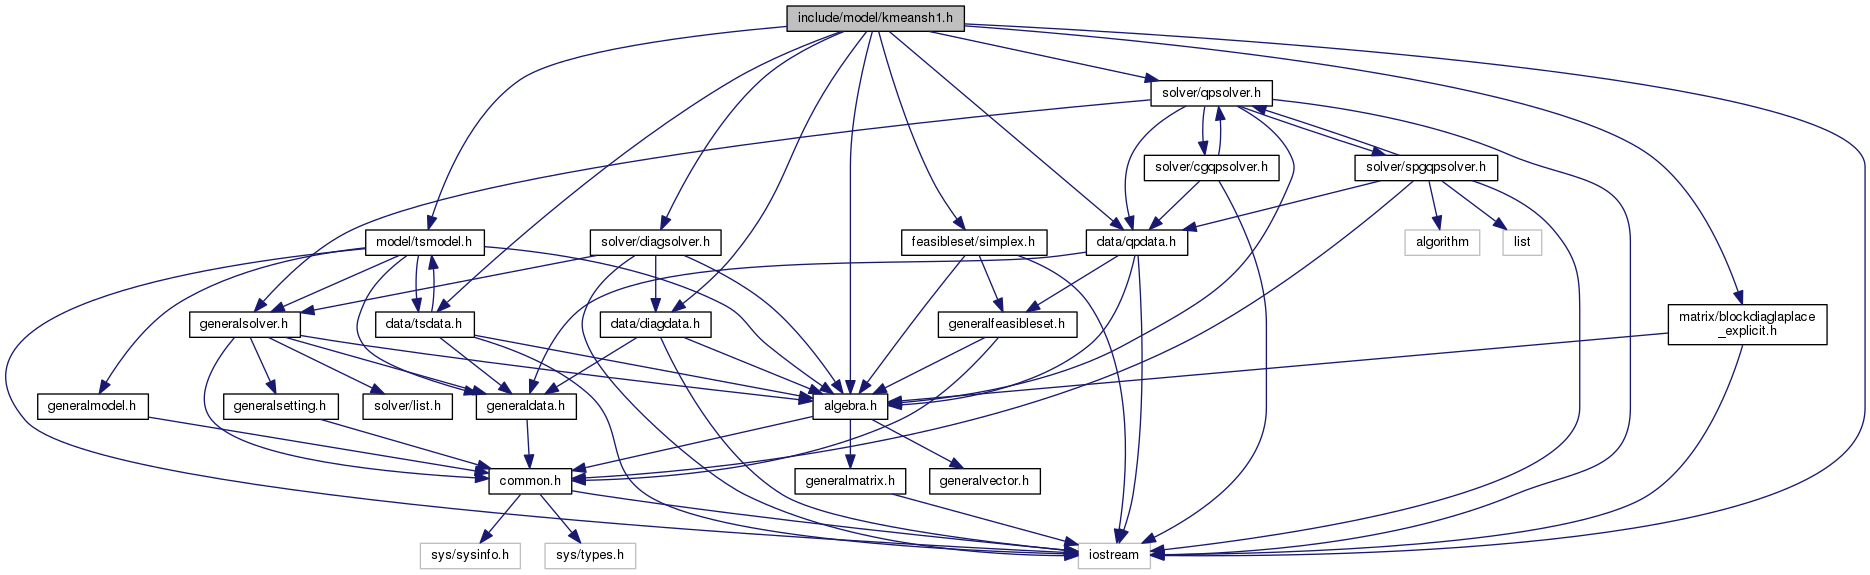 include/model/kmeansh1.h
solver/qpsolver.h
solver/cgqpsolver.h
solver/spgqpsolver.h
model/tsmodel.h
solver/diagsolver.h
feasibleset/simplex.h
data/qpdata.h
algorithm
list
generalsolver.h
data/tsdata.h
data/diagdata.h
generalfeasibleset.h
matrix/blockdiaglaplace
_explicit.h
generalmodel.h
generalsetting.h
solver/list.h
generaldata.h
algebra.h
common.h
generalmatrix.h
generalvector.h
sys/sysinfo.h
sys/types.h
iostream